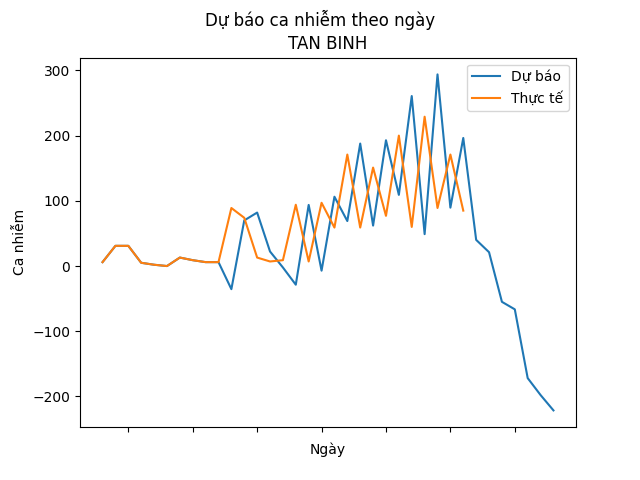 Dự báo ca nhiễm theo ngày
TAN BINH
Dự báo
Thực tế
300
200
100
0
−100
−200
Ca nhiễm
Ngày